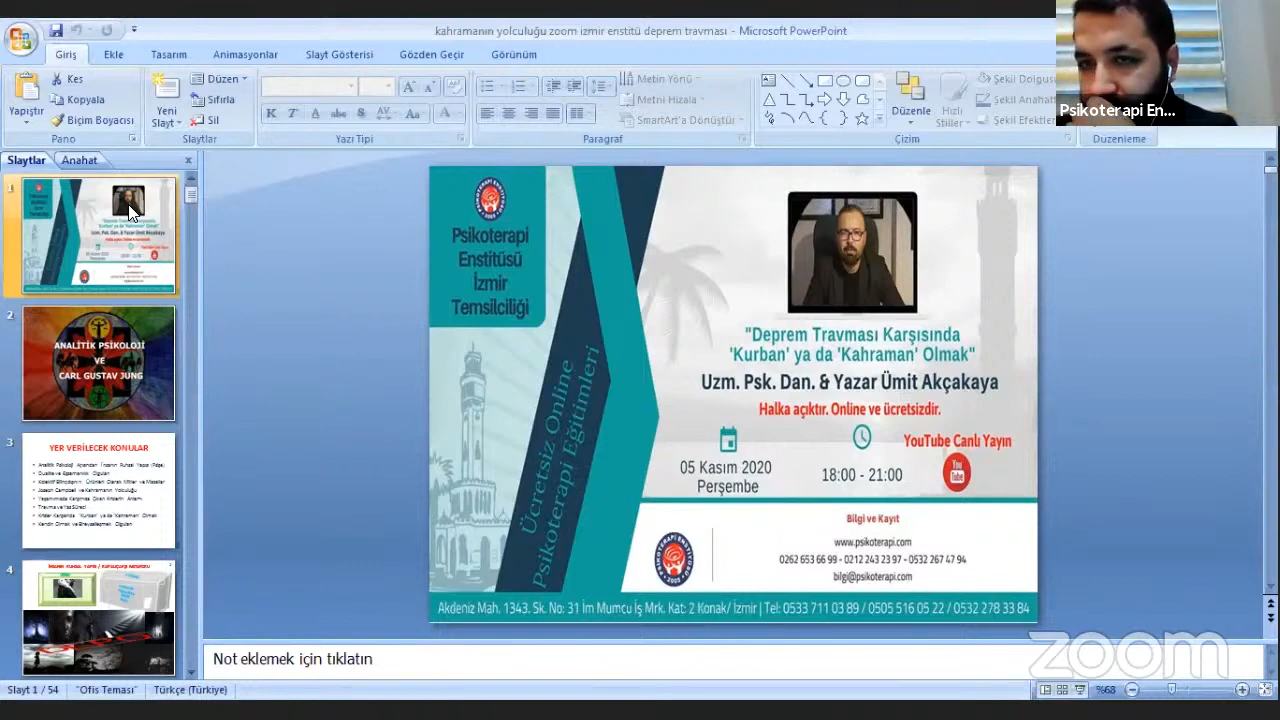 kahramanın yolculuğu zoom izmir enstitü deprem travması - Microsoft PowerPoint
Giriş
Ekle
Tasarım
Animasyonlar
Slayt Gösterisi
Gözden Geçir
Görünüm
Yapıştır
Kes
Kopyala
Biçim Boyacısı
Pano
Yeni
Slayt
Düzen
Sıfırla
Sil
Slaytlar
Yazı Tipi
Metin Yönü
Metni Hizala
SmartArt'a Dönüştür
Paragraf
Düzenle
Hızlı
Stiller
Şekil Dolgus
Şekil Anahat
Şekil Efektler
Çizim
Düzenleme
Psikoterapi En...
Slaytlar
Anahat
1
2
ANALİTİK PSİKOLOJİ
VE
CARL GUSTAV JUNG
3
YER VERİLECEK KONULAR
4
Psikoterapi
Enstitüsü
İzmir
Temsilciliği
Ücretsiz Online
Psikoterapi Eğitimleri
"Deprem Travması Karşısında
'Kurban' ya da 'Kahraman' Olmak"
Uzm. Psk. Dan. & Yazar Ümit Akçakaya
Halka açıktır. Online ve ücretsizdir.
05 Kasım 2020
Perşembe
18:00 - 21:00
YouTube Canlı Yayın
You
Tube
Bilgi ve Kayıt
www.psikoterapi.com
0262 653 66 99 - 0212 243 23 97 - 0532 267 47 94
bilgi@psikoterapi.com
Akdeniz Mah. 1343. Sk. No: 31 İm Mumcu İş Mrk. Kat: 2 Konak/ İzmir | Tel: 0533 711 03 89 / 0505 516 05 22 / 0532 278 33 84
Not eklemek için tıklatın
zoom
Slayt 1 / 54
"Ofis Teması"
Türkçe (Türkiye)
%68